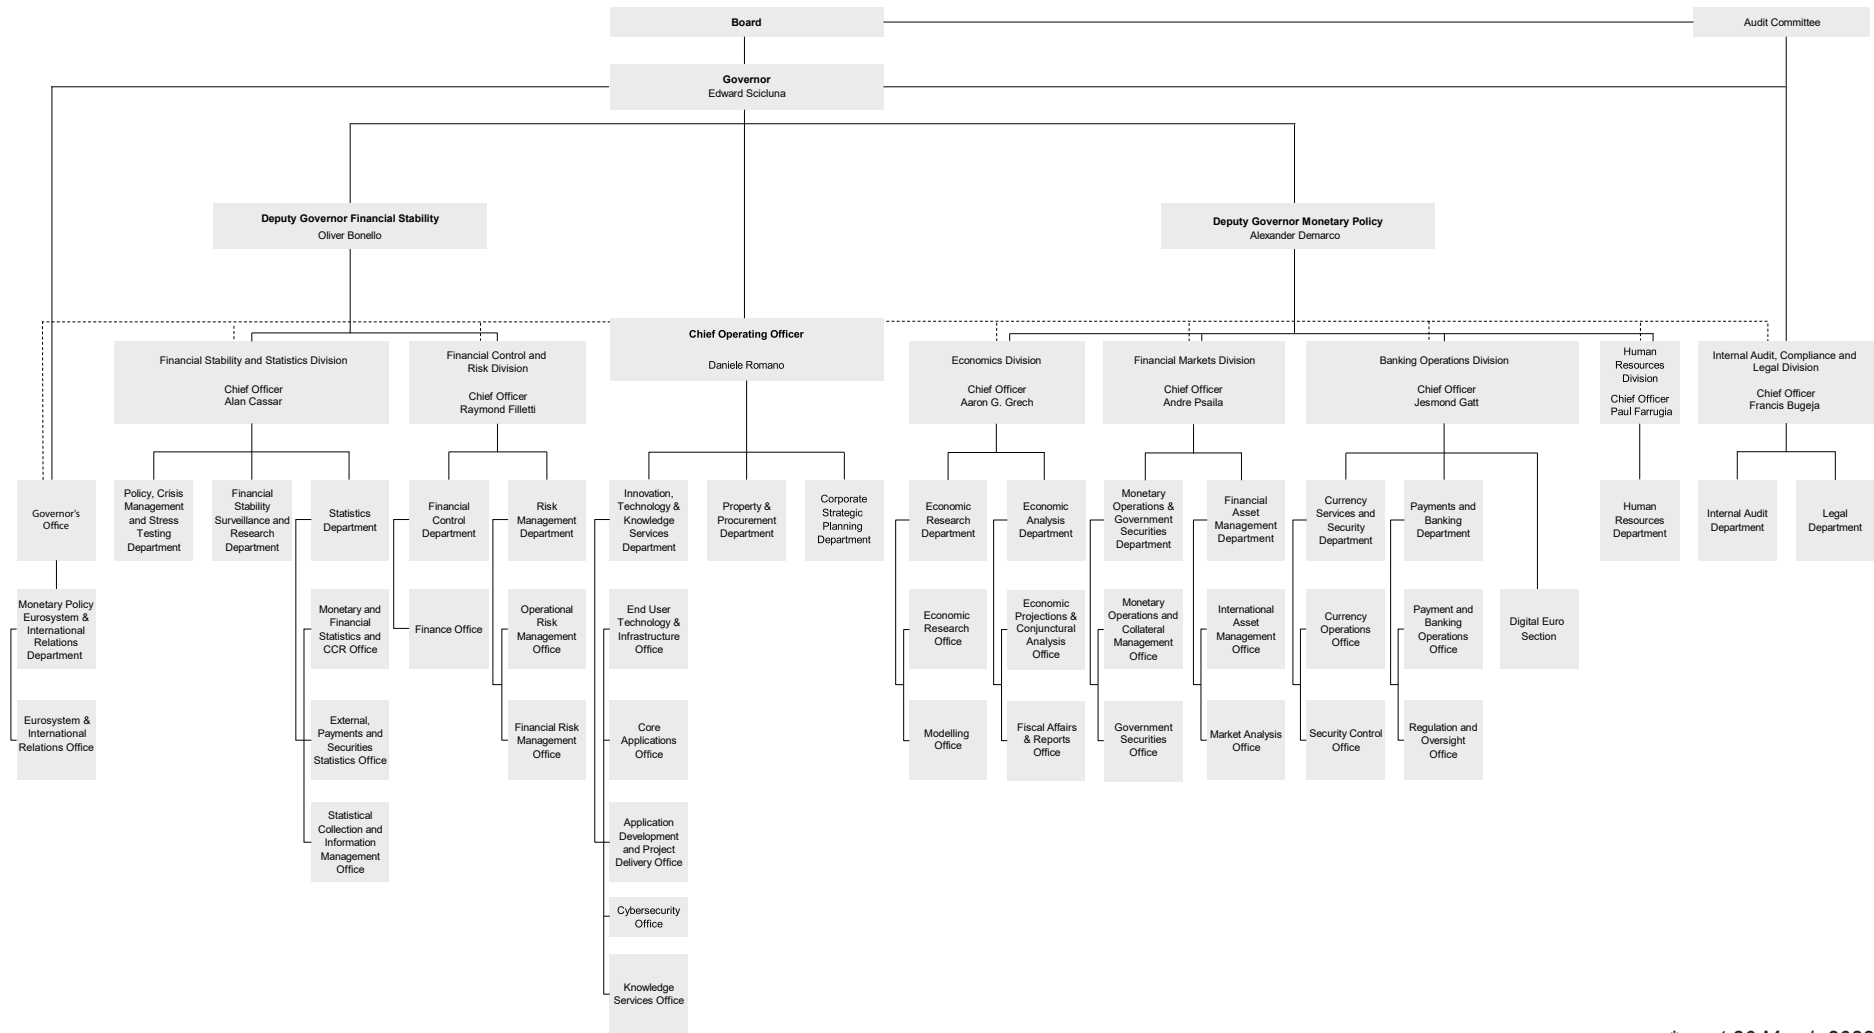 Board
Audit Committee
Governor
Edward Scicluna
Deputy Governor Financial Stability
Oliver Bonello
Deputy Governor Monetary Policy
Alexander Demarco
Chief Operating Officer
Daniele Romano
Financial Stability and Statistics Division
Chief Officer
Alan Cassar
Financial Control and
Risk Division
Chief Officer
Raymond Filletti
Economics Division
Chief Officer
Aaron G. Grech
Financial Markets Division
Chief Officer
Andre Psaila
Banking Operations Division
Chief Officer
Jesmond Gatt
Human
Resources
Division
Chief Officer
Paul Farrugia
Internal Audit, Compliance and
Legal Division
Chief Officer
Francis Bugeja
Governor's
Office
Policy, Crisis
Management
and Stress
Testing
Department
Financial
Stability
Surveillance and
Research
Department
Statistics
Department
Financial
Control
Department
Risk
Management
Department
Innovation,
Technology &
Knowledge
Services
Department
Property &
Procurement
Department
Corporate
Strategic
Planning
Department
Economic
Research
Department
Economic
Analysis
Department
Monetary
Operations &
Government
Securities
Department
Financial
Asset
Management
Department
Currency
Services and
Security
Department
Payments and
Banking
Department
Human
Resources
Department
Internal Audit
Department
Legal
Department
Monetary Policy
Eurosystem &
International
Relations
Department
Monetary and
Financial
Statistics and
CCR Office
Finance Office
Operational
Risk
Management
Office
End User
Technology &
Infrastructure
Office
Economic
Research
Office
Economic
Projections &
Conjunctural
Analysis
Office
Monetary
Operations and
Collateral
Management
Office
International
Asset
Management
Office
Currency
Operations
Office
Payment and
Banking
Operations
Office
Digital Euro
Section
Eurosystem &
International
Relations Office
External,
Payments and
Securities
Statistics Office
Financial Risk
Management
Office
Core
Applications
Office
Modelling
Office
Fiscal Affairs
& Reports
Office
Government
Securities
Office
Market Analysis
Office
Security Control
Office
Regulation and
Oversight
Office
Statistical
Collection and
Information
Management
Office
Application
Development
and Project
Delivery Office
Cybersecurity
Office
Knowledge
Services Office